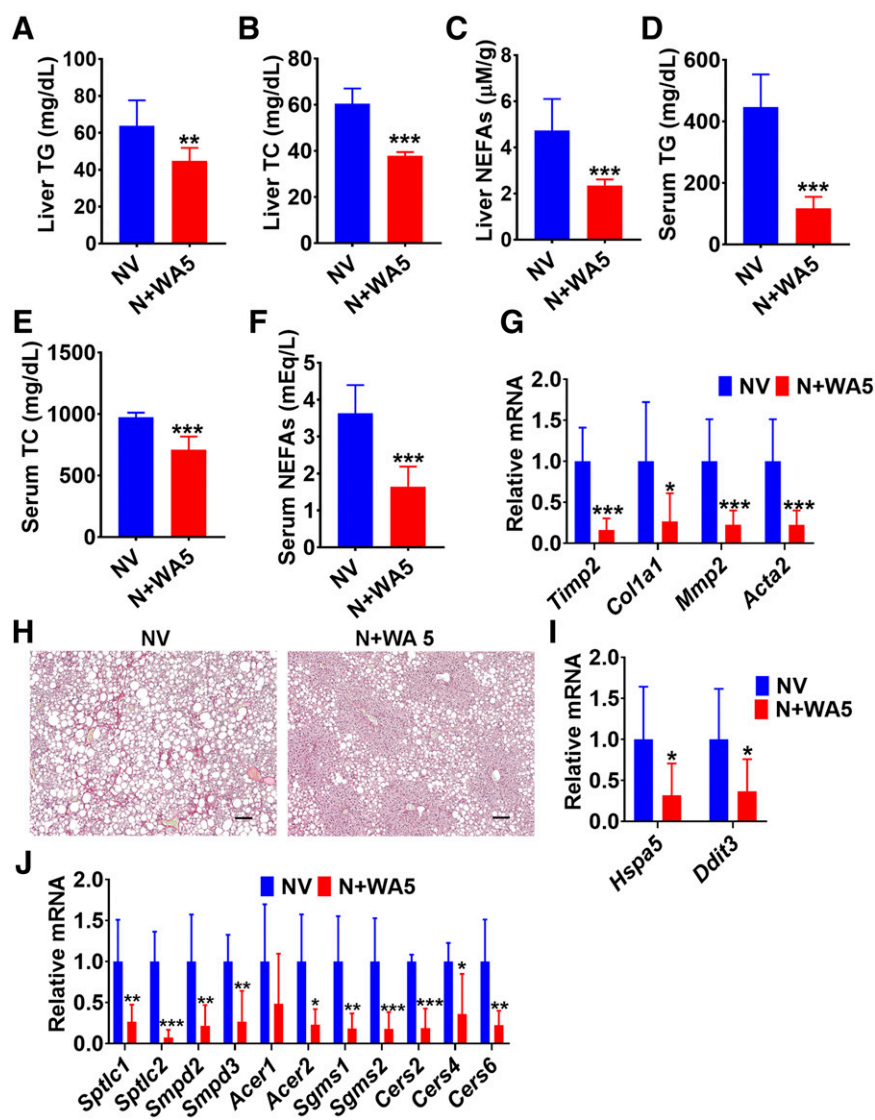 A
Liver TG (mg/dL)
100
80
60
40
20
0
**
NV
N+WA5
B
Liver TC (mg/dL)
80
60
40
20
0
***
NV
N+WA5
C
Liver NEFAs (μM/g)
8
6
4
2
0
***
NV
N+WA5
D
Serum TG (mg/dL)
600
400
200
0
***
NV
N+WA5
E
Serum TC (mg/dL)
1500
1000
500
0
***
NV
N+WA5
F
Serum NEFAs (mEq/L)
5
4
3
2
1
0
***
NV
N+WA5
G
Relative mRNA
2.0
1.5
1.0
0.5
0.0
NV N+WA5
*** * *** ***
Timp2 Col1a1 Mmp2 Acta2
H
NV N+WA 5
I
Relative mRNA
2.0
1.5
1.0
0.5
0.0
NV
N+WA5
* *
Hspa5 Ddit3
J
Relative mRNA
2.0
1.5
1.0
0.5
0.0
NV N+WA5
** *** ** ** * ** *** *** * **
Sptlc1 Sptlc2 Smpd2 Smpd3 Acer1 Acer2 Sgms1 Sgms2 Cers2 Cers4 Cers6